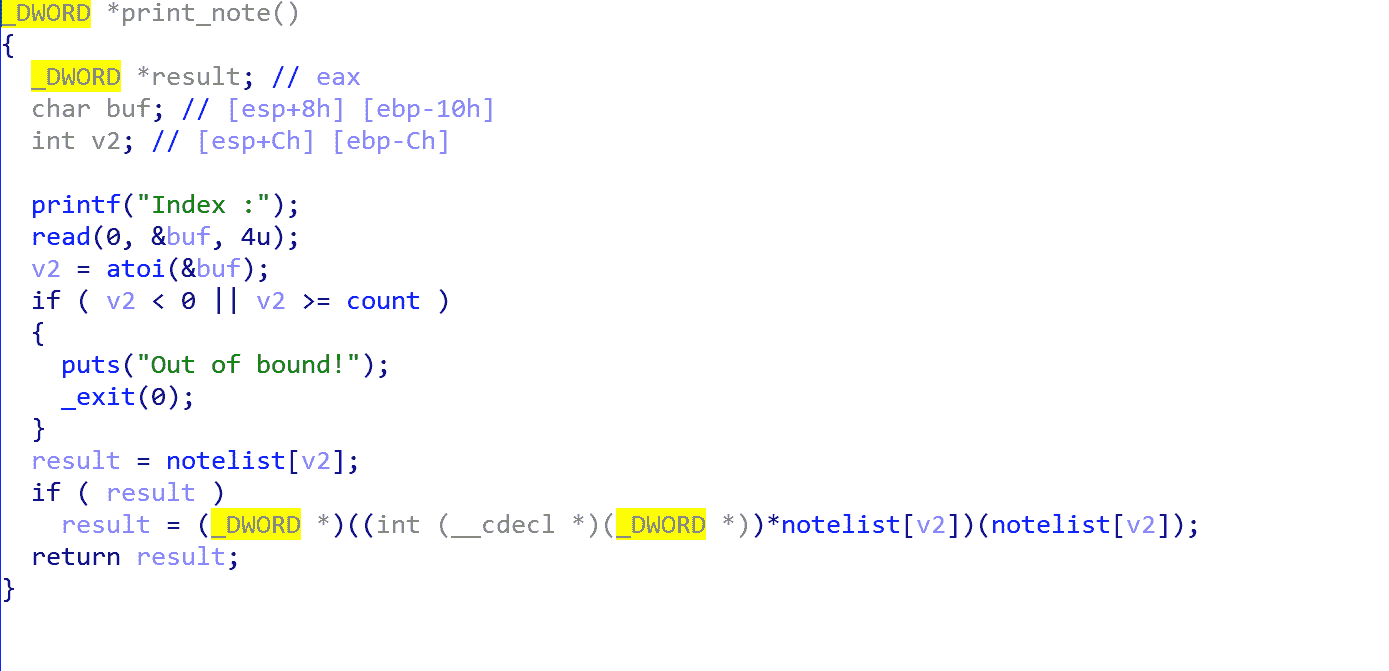 _DWORD *print_note()
{
  _DWORD *result; // eax
  char buf; // [esp+8h] [ebp-10h]
  int v2; // [esp+Ch] [ebp-Ch]

  printf("Index :");
  read(0, &buf, 4u);
  v2 = atoi(&buf);
  if ( v2 < 0 || v2 >= count )
  {
    puts("Out of bound!");
    _exit(0);
  }
  result = notelist[v2];
  if ( result )
    result = (_DWORD *)((int (__cdecl *)(_DWORD *))*notelist[v2])(notelist[v2]);
  return result;
}